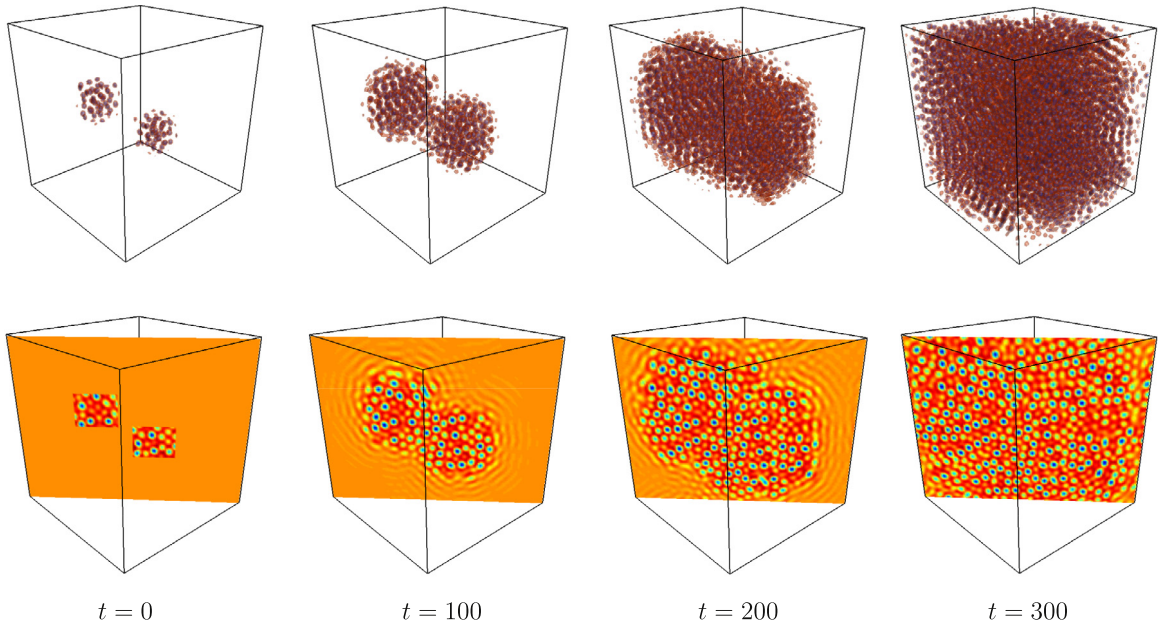 t = 0 t = 100 t = 200 t = 300